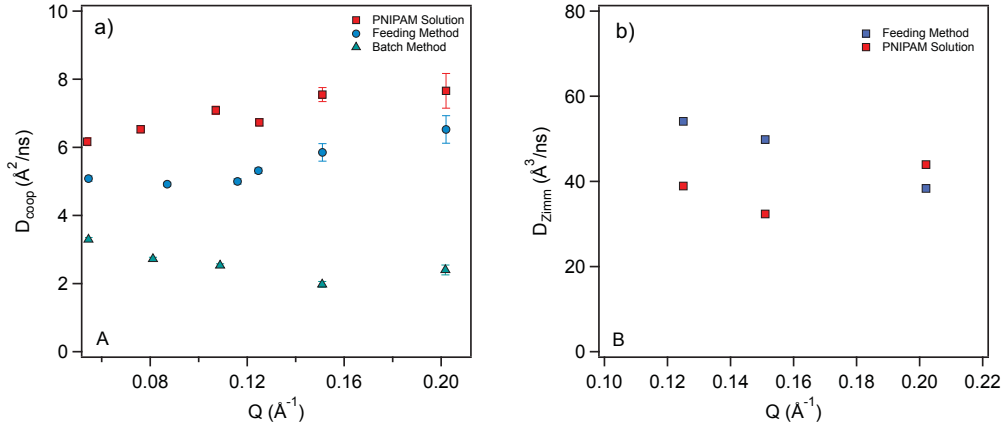 a)
PNIPAM Solution
Feeding Method
Batch Method
10
8
6
4
2
0
D_coop (Å²/ns)
A
0.08
0.12
0.16
0.20
Q (Å⁻¹)
b)
Feeding Method
PNIPAM Solution
80
60
40
20
0
D_Zimm (Å³/ns)
B
0.10
0.12
0.14
0.16
0.18
0.20
0.22
Q (Å⁻¹)